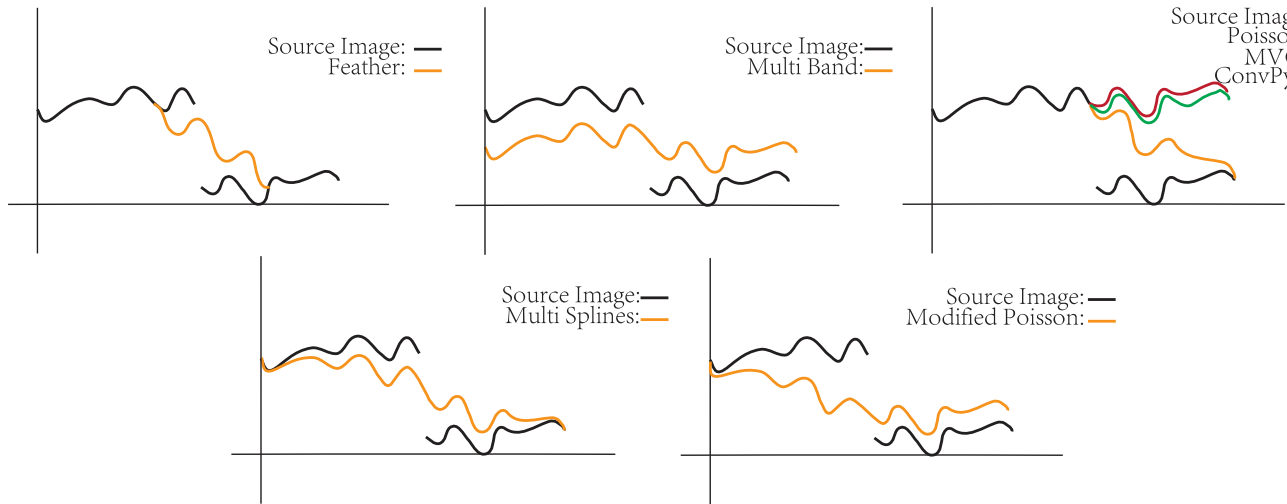 Source Image:
Feather:
Source Image:
Multi Band:
Source Imag
Poisso
MV
ConvPy
Source Image:
Multi Splines:
Source Image:
Modified Poisson: